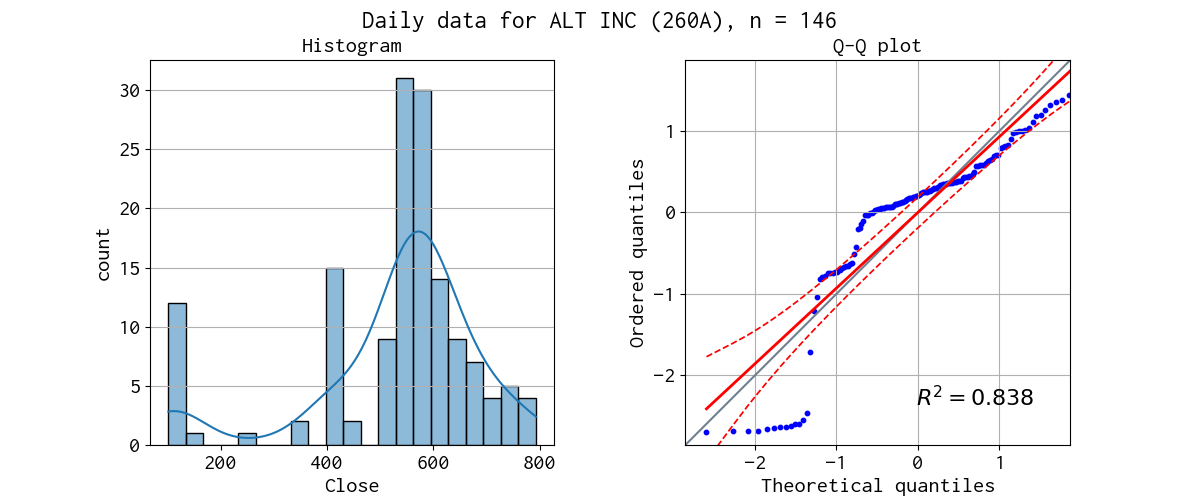 Daily data for ALT INC (260A), n = 146
Histogram
Q-Q plot
count
30
25
20
15
10
5
0
200
400
600
800
Close
Ordered quantiles
1
0
−1
−2
R² = 0.838
−2
−1
0
1
Theoretical quantiles